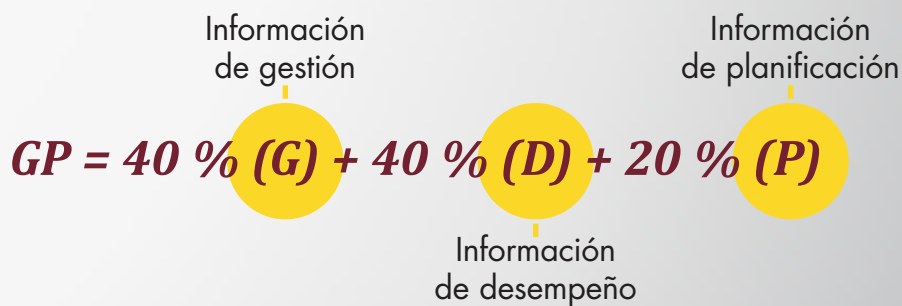 Información
de gestión
Información
de planificación
GP = 40 % (G) + 40 % (D) + 20 % (P)
Información
de desempeño